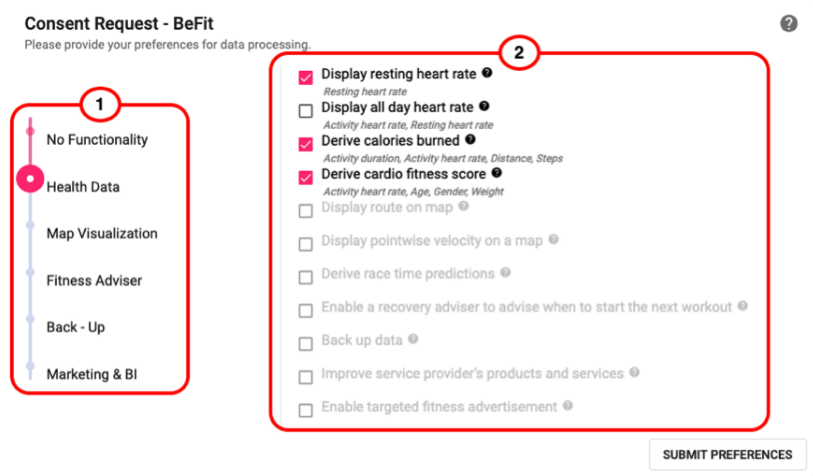 Consent Request - BeFit
Please provide your preferences for data processing.
1
No Functionality
Health Data
Map Visualization
Fitness Adviser
Back - Up
Marketing & BI
2
Display resting heart rate ?
Resting heart rate
Display all day heart rate ?
Activity heart rate, Resting heart rate
Derive calories burned ?
Activity duration, Activity heart rate, Distance, Steps
Derive cardio fitness score ?
Activity heart rate, Age, Gender, Weight
Display route on map ?
Display pointwise velocity on a map ?
Derive race time predictions ?
Enable a recovery adviser to advise when to start the next workout ?
Back up data ?
Improve service provider's products and services ?
Enable targeted fitness advertisement ?
SUBMIT PREFERENCES